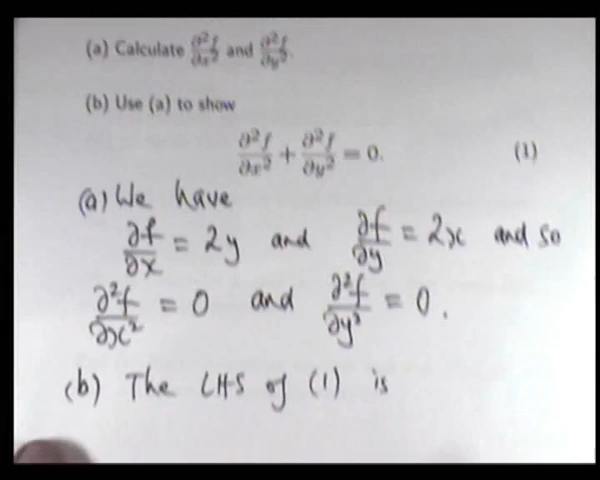 (a) Calculate ∂²f/∂x² and ∂²f/∂y².
(b) Use (a) to show
∂²f/∂x² + ∂²f/∂y² = 0. (1)
(a) We have
∂f/∂x = 2y and ∂f/∂y = 2x and so
∂²f/∂x² = 0 and ∂²f/∂y² = 0.
(b) The LHS of (1) is